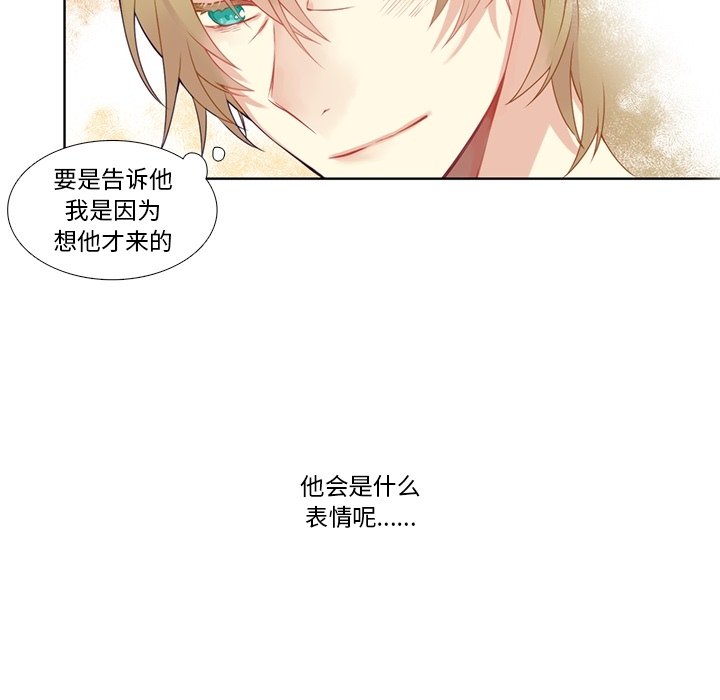 要是告诉他
我是因为
想他才来的
他会是什么
表情呢……